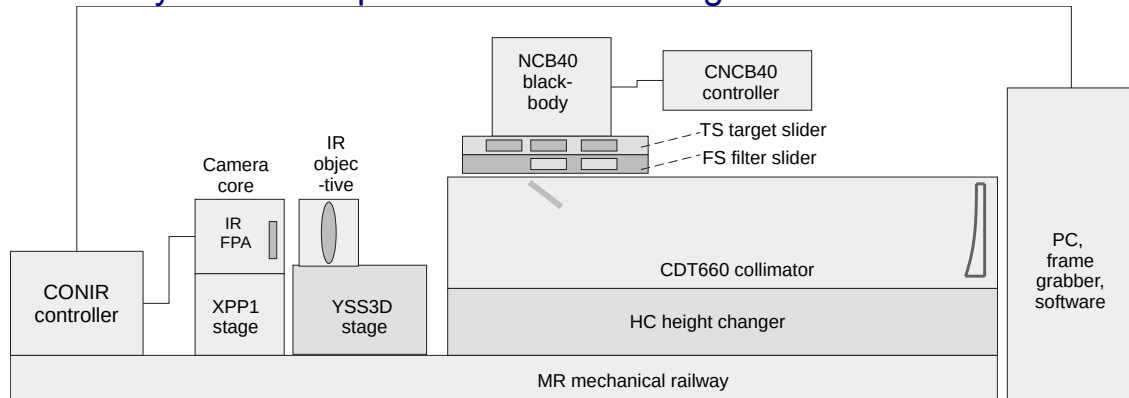 NCB40
black-
body
CNCB40
controller
TS target slider
FS filter slider
IR
objec
-tive
Camera
core
IR
FPA
CONIR
controller
XPP1
stage
YSS3D
stage
CDT660 collimator
HC height changer
MR mechanical railway
PC,
frame
grabber,
software